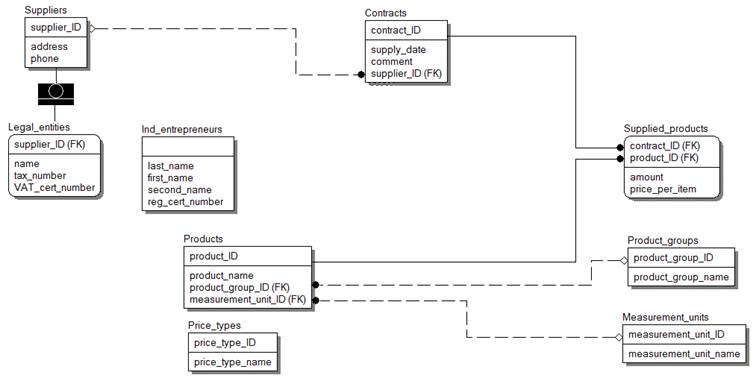 Suppliers
supplier_ID
address
phone
Contracts
contract_ID
supply_date
comment
supplier_ID (FK)
Legal_entities
supplier_ID (FK)
name
tax_number
VAT_cert_number
Ind_entrepreneurs
last_name
first_name
second_name
reg_cert_number
Supplied_products
contract_ID (FK)
product_ID (FK)
amount
price_per_item
Products
product_ID
product_name
product_group_ID (FK)
measurement_unit_ID (FK)
Product_groups
product_group_ID
product_group_name
Price_types
price_type_ID
price_type_name
Measurement_units
measurement_unit_ID
measurement_unit_name